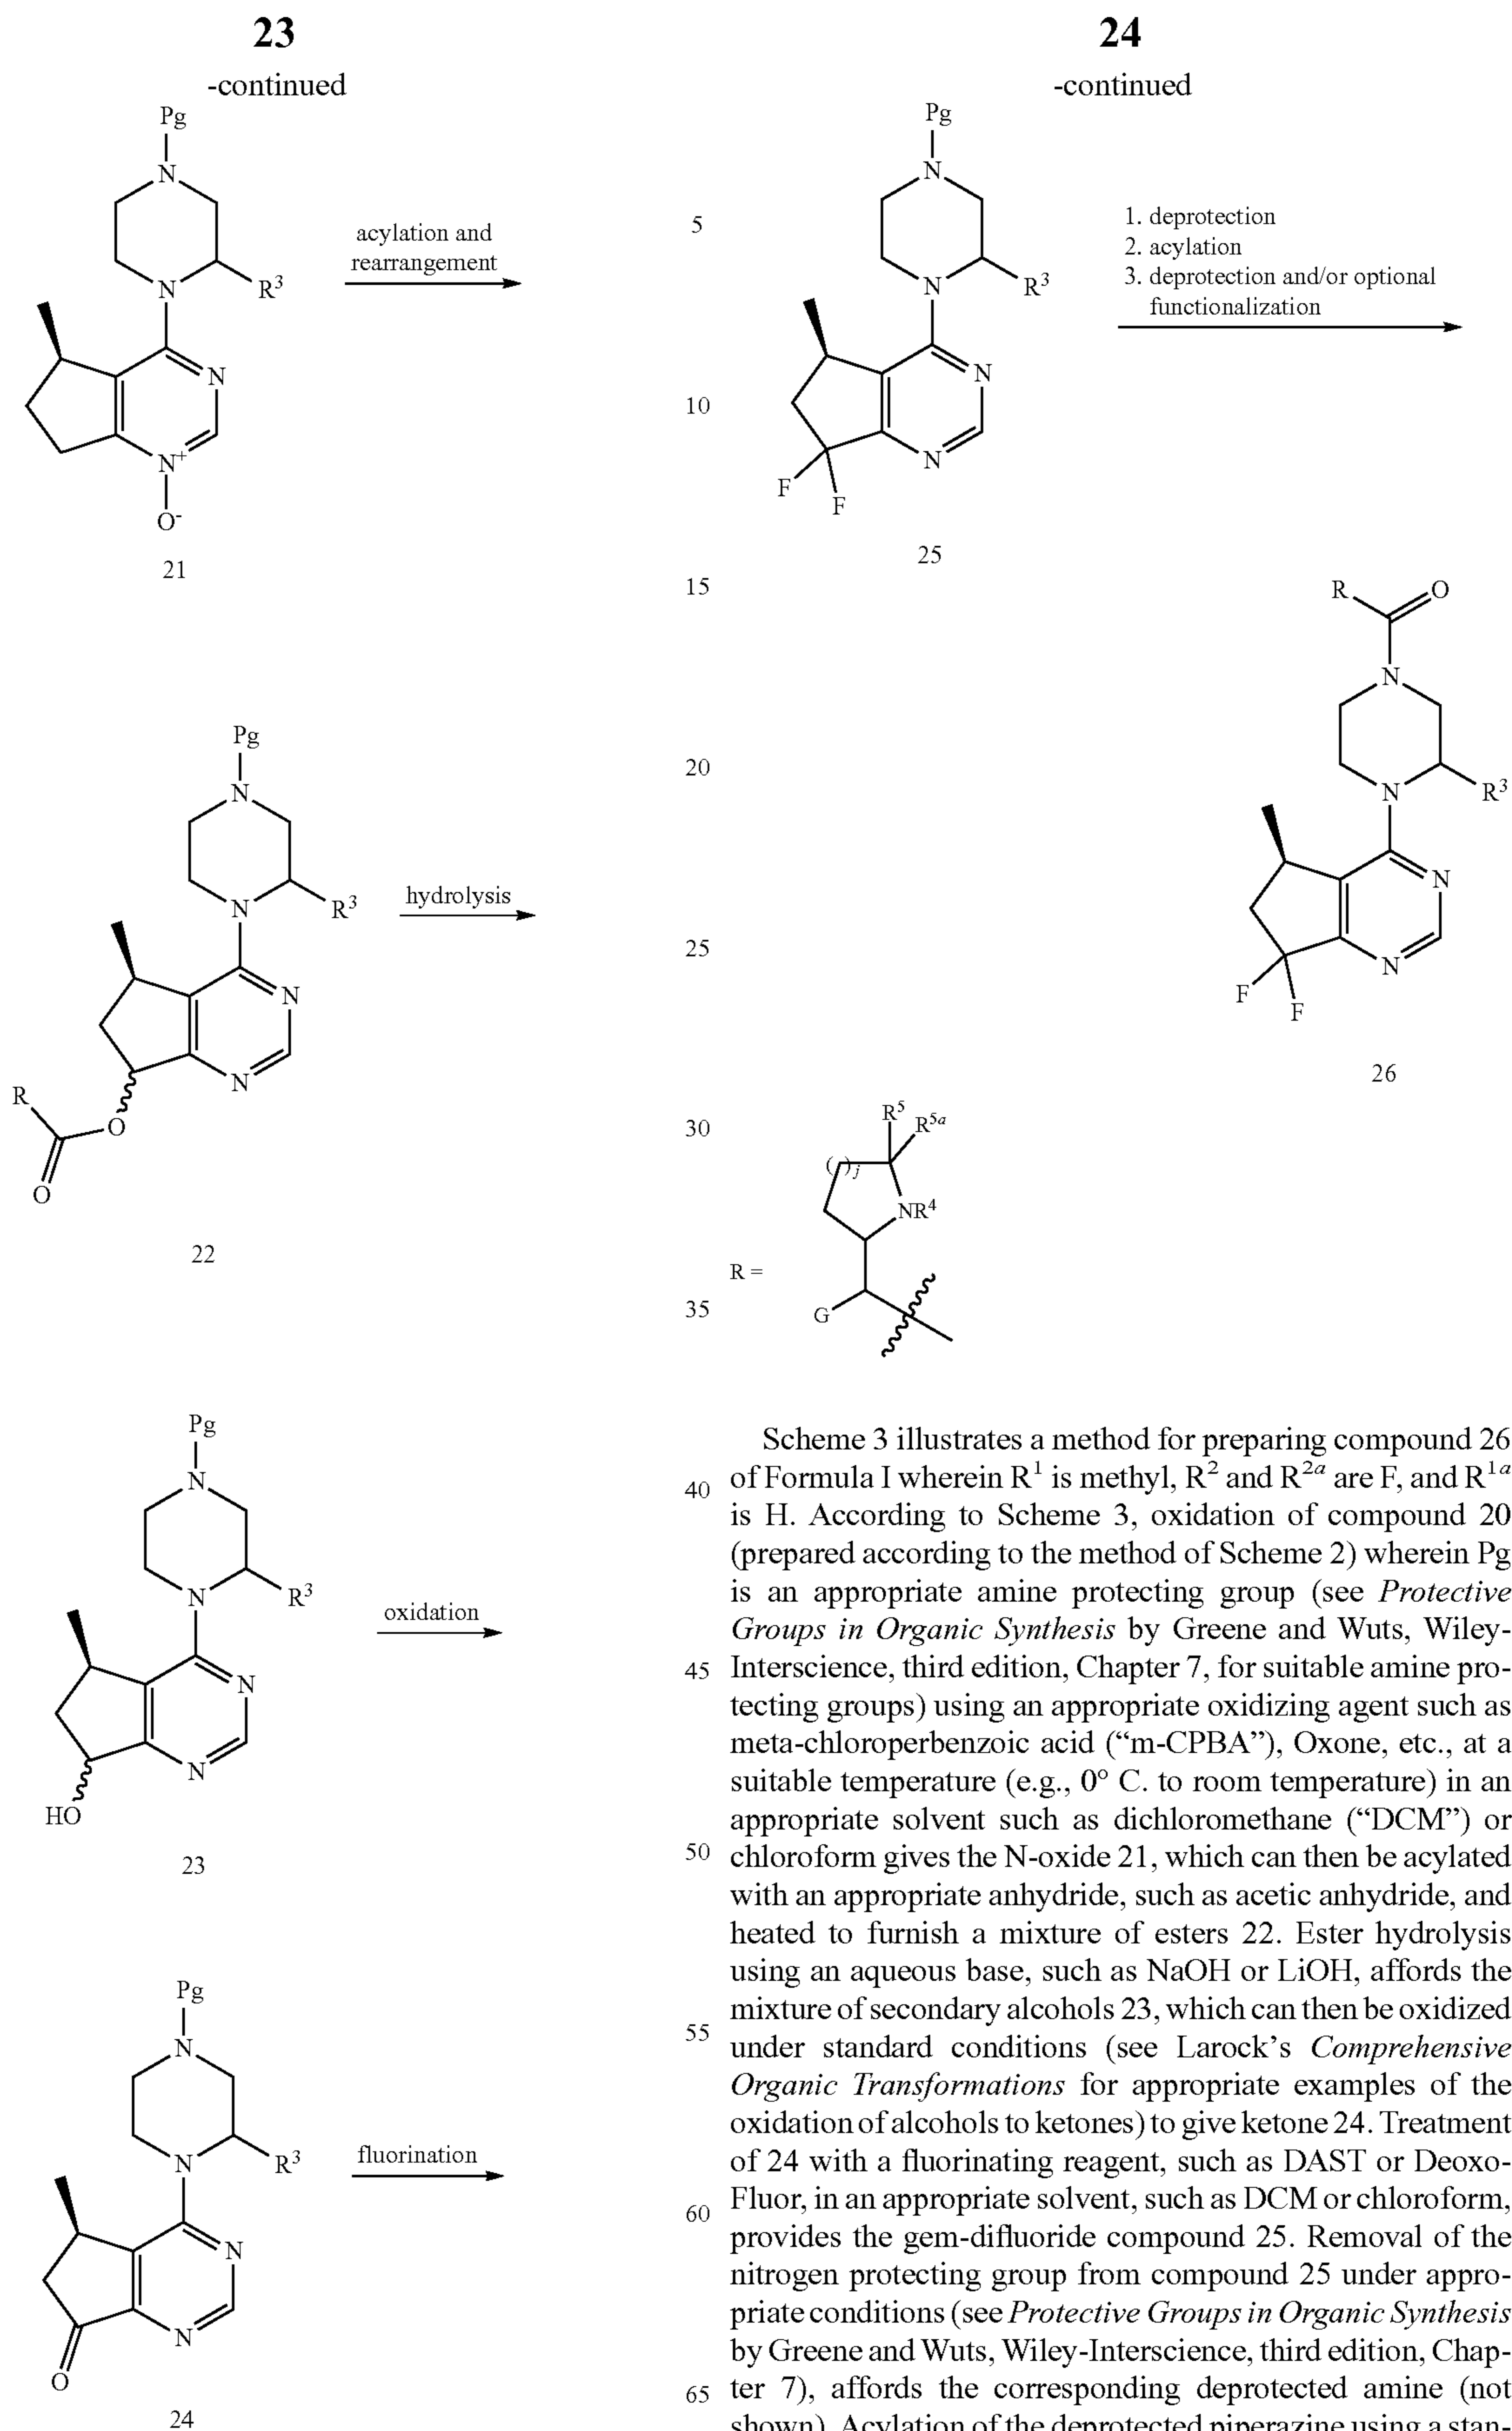 23
-continued
Pg
N
N
R³
N
N⁺
O⁻
acylation and
rearrangement
21
Pg
N
N
R³
N
N
R
O
O
hydrolysis
22
Pg
N
N
R³
N
N
HO
oxidation
23
Pg
N
N
R³
N
N
O
fluorination
24
5
10
15
20
25
30
35
40
45
50
55
60
65
24
-continued
Pg
N
N
R³
N
N
F
F
1. deprotection
2. acylation
3. deprotection and/or optional
functionalization
25
R
O
N
N
R³
N
N
F
F
26
R⁵
R⁵ᵃ
( )j
NR⁴
R =
G
Scheme 3 illustrates a method for preparing compound 26
of Formula I wherein R¹ is methyl, R² and R²ᵃ are F, and R¹ᵃ
is H. According to Scheme 3, oxidation of compound 20
(prepared according to the method of Scheme 2) wherein Pg
is an appropriate amine protecting group (see Protective
Groups in Organic Synthesis by Greene and Wuts, Wiley-
Interscience, third edition, Chapter 7, for suitable amine pro-
tecting groups) using an appropriate oxidizing agent such as
meta-chloroperbenzoic acid (“m-CPBA”), Oxone, etc., at a
suitable temperature (e.g., 0° C. to room temperature) in an
appropriate solvent such as dichloromethane (“DCM”) or
chloroform gives the N-oxide 21, which can then be acylated
with an appropriate anhydride, such as acetic anhydride, and
heated to furnish a mixture of esters 22. Ester hydrolysis
using an aqueous base, such as NaOH or LiOH, affords the
mixture of secondary alcohols 23, which can then be oxidized
under standard conditions (see Larock’s Comprehensive
Organic Transformations for appropriate examples of the
oxidation of alcohols to ketones) to give ketone 24. Treatment
of 24 with a fluorinating reagent, such as DAST or Deoxo-
Fluor, in an appropriate solvent, such as DCM or chloroform,
provides the gem-difluoride compound 25. Removal of the
nitrogen protecting group from compound 25 under appro-
priate conditions (see Protective Groups in Organic Synthesis
by Greene and Wuts, Wiley-Interscience, third edition, Chap-
ter 7), affords the corresponding deprotected amine (not
shown). Acylation of the deprotected piperazine using a stan-